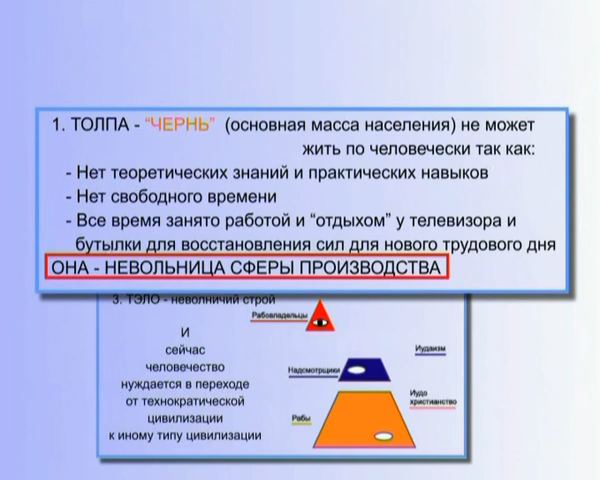 1. ТОЛПА - “ЧЕРНЬ” (основная масса населения) не может
жить по человечески так как:
- Нет теоретических знаний и практических навыков
- Нет свободного времени
- Все время занято работой и “отдыхом” у телевизора и
бутылки для восстановления сил для нового трудового дня
ОНА - НЕВОЛЬНИЦА СФЕРЫ ПРОИЗВОДСТВА
3. ТЭЛО - неволничий строй
Рабовладельцы
И
сейчас
человечество
нуждается в переходе
от технократической
цивилизации
к иному типу цивилизации
Иудаизм
Надсмотрщики
Иудо
христианство
Рабы